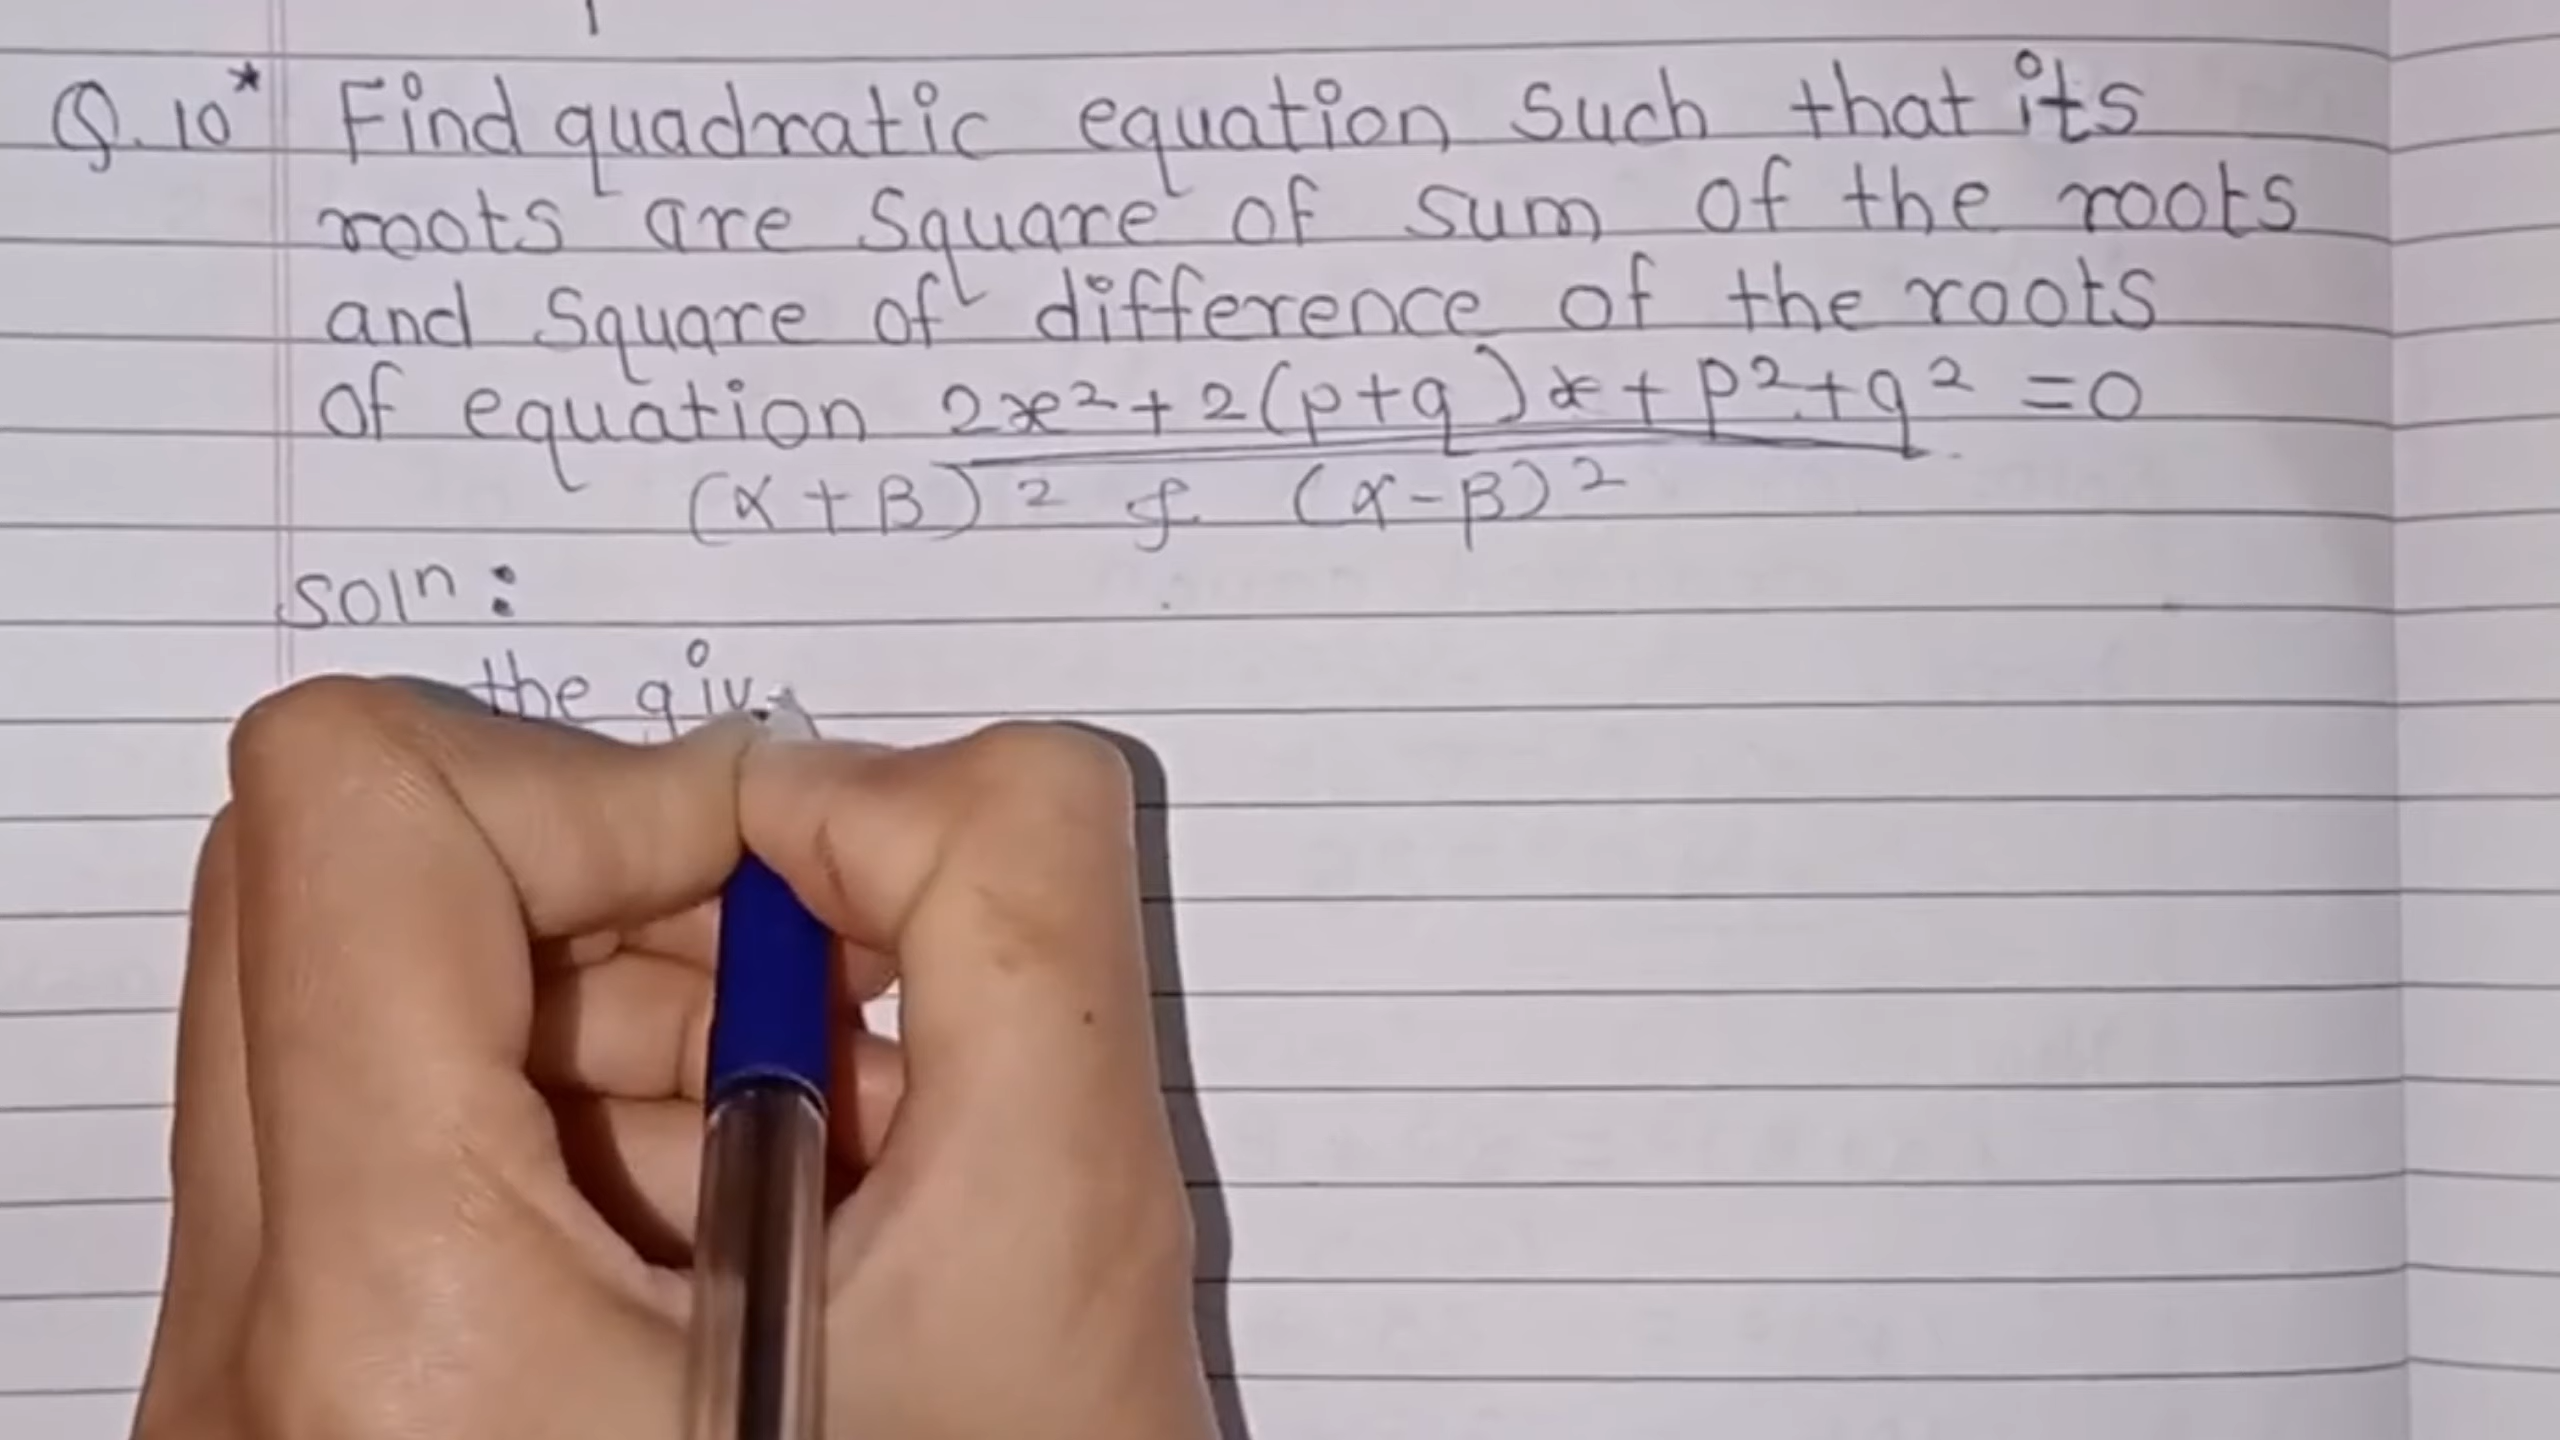 Q.10* Find quadratic equation such that its
roots are square of sum of the roots
and square of difference of the roots
of equation 2x²+2(p+q)x+p²+q²=0
(α+β)² & (α-β)²
Soln:
the giv